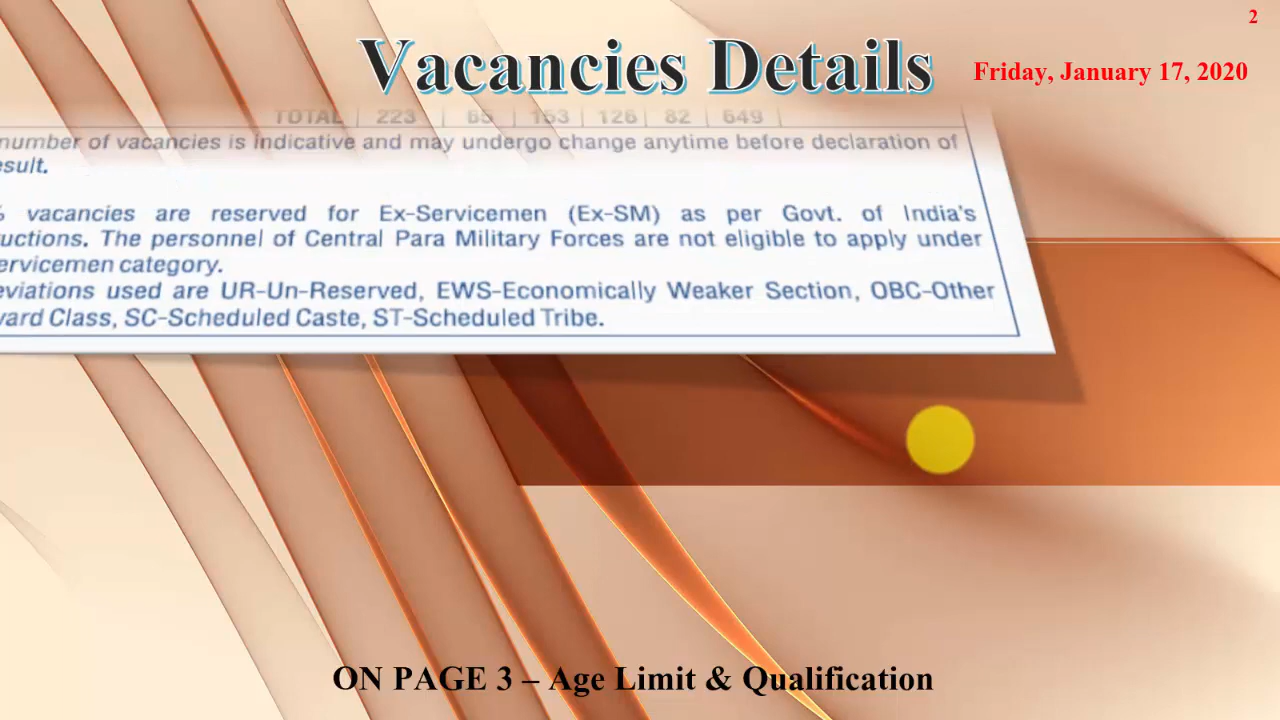 2
Vacancies Details
Friday, January 17, 2020
TOTAL 223 65 153 126 82 649
number of vacancies is indicative and may undergo change anytime before declaration of
esult.
vacancies are reserved for Ex-Servicemen (Ex-SM) as per Govt. of India's
uctions. The personnel of Central Para Military Forces are not eligible to apply under
ervicemen category.
eviations used are UR-Un-Reserved, EWS-Economically Weaker Section, OBC-Other
ward Class, SC-Scheduled Caste, ST-Scheduled Tribe.
ON PAGE 3 – Age Limit & Qualification